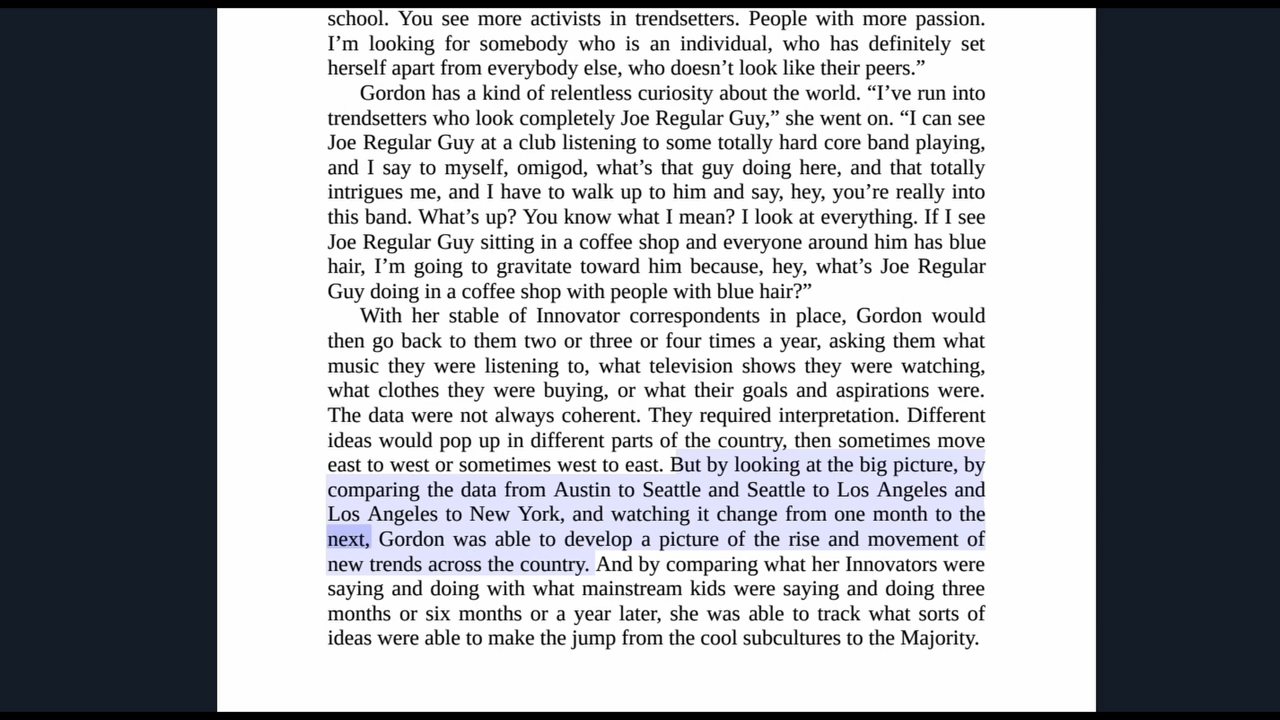 school. You see more activists in trendsetters. People with more passion.
I’m looking for somebody who is an individual, who has definitely set
herself apart from everybody else, who doesn’t look like their peers.”
Gordon has a kind of relentless curiosity about the world. “I’ve run into
trendsetters who look completely Joe Regular Guy,” she went on. “I can see
Joe Regular Guy at a club listening to some totally hard core band playing,
and I say to myself, omigod, what’s that guy doing here, and that totally
intrigues me, and I have to walk up to him and say, hey, you’re really into
this band. What’s up? You know what I mean? I look at everything. If I see
Joe Regular Guy sitting in a coffee shop and everyone around him has blue
hair, I’m going to gravitate toward him because, hey, what’s Joe Regular
Guy doing in a coffee shop with people with blue hair?”
With her stable of Innovator correspondents in place, Gordon would
then go back to them two or three or four times a year, asking them what
music they were listening to, what television shows they were watching,
what clothes they were buying, or what their goals and aspirations were.
The data were not always coherent. They required interpretation. Different
ideas would pop up in different parts of the country, then sometimes move
east to west or sometimes west to east. But by looking at the big picture, by
comparing the data from Austin to Seattle and Seattle to Los Angeles and
Los Angeles to New York, and watching it change from one month to the
next, Gordon was able to develop a picture of the rise and movement of
new trends across the country. And by comparing what her Innovators were
saying and doing with what mainstream kids were saying and doing three
months or six months or a year later, she was able to track what sorts of
ideas were able to make the jump from the cool subcultures to the Majority.